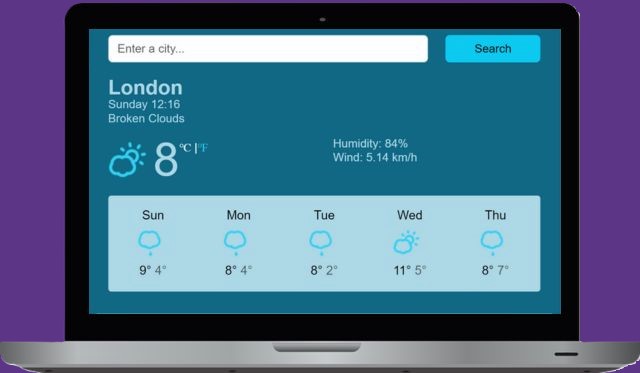 Enter a city...
Search
London
Sunday 12:16
Broken Clouds
8 °C |°F
Humidity: 84%
Wind: 5.14 km/h
Sun Mon Tue Wed Thu
9° 4° 8° 4° 8° 2° 11° 5° 8° 7°